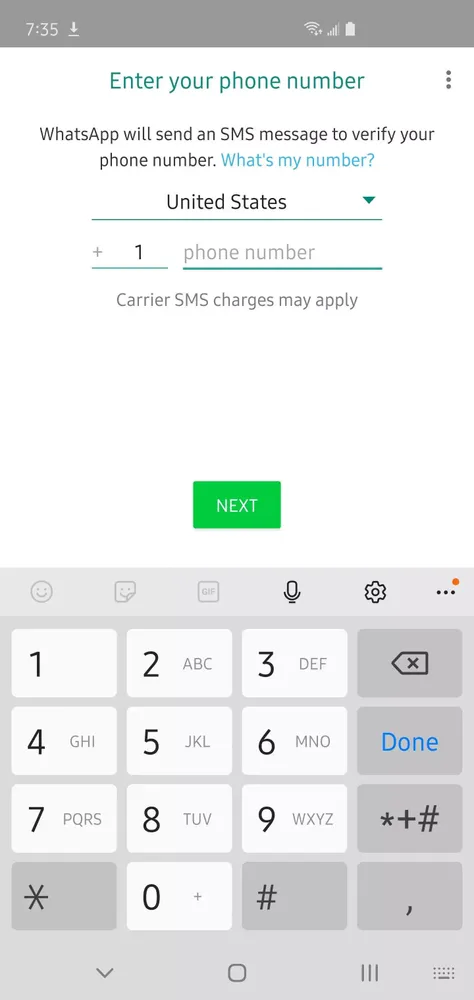 7:35
Enter your phone number
WhatsApp will send an SMS message to verify your
phone number. What's my number?
United States
+ 1 phone number
Carrier SMS charges may apply
NEXT
GIF
1 2 ABC 3 DEF
4 GHI 5 JKL 6 MNO Done
7 PQRS 8 TUV 9 WXYZ *+#
* 0 + # ,